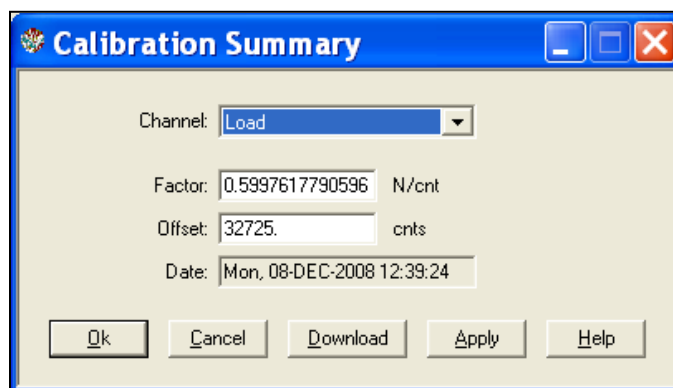 Calibration Summary
Channel: Load
Factor: 0.5997617790596 N/cnt
Offset: 32725. cnts
Date: Mon, 08-DEC-2008 12:39:24
Ok Cancel Download Apply Help